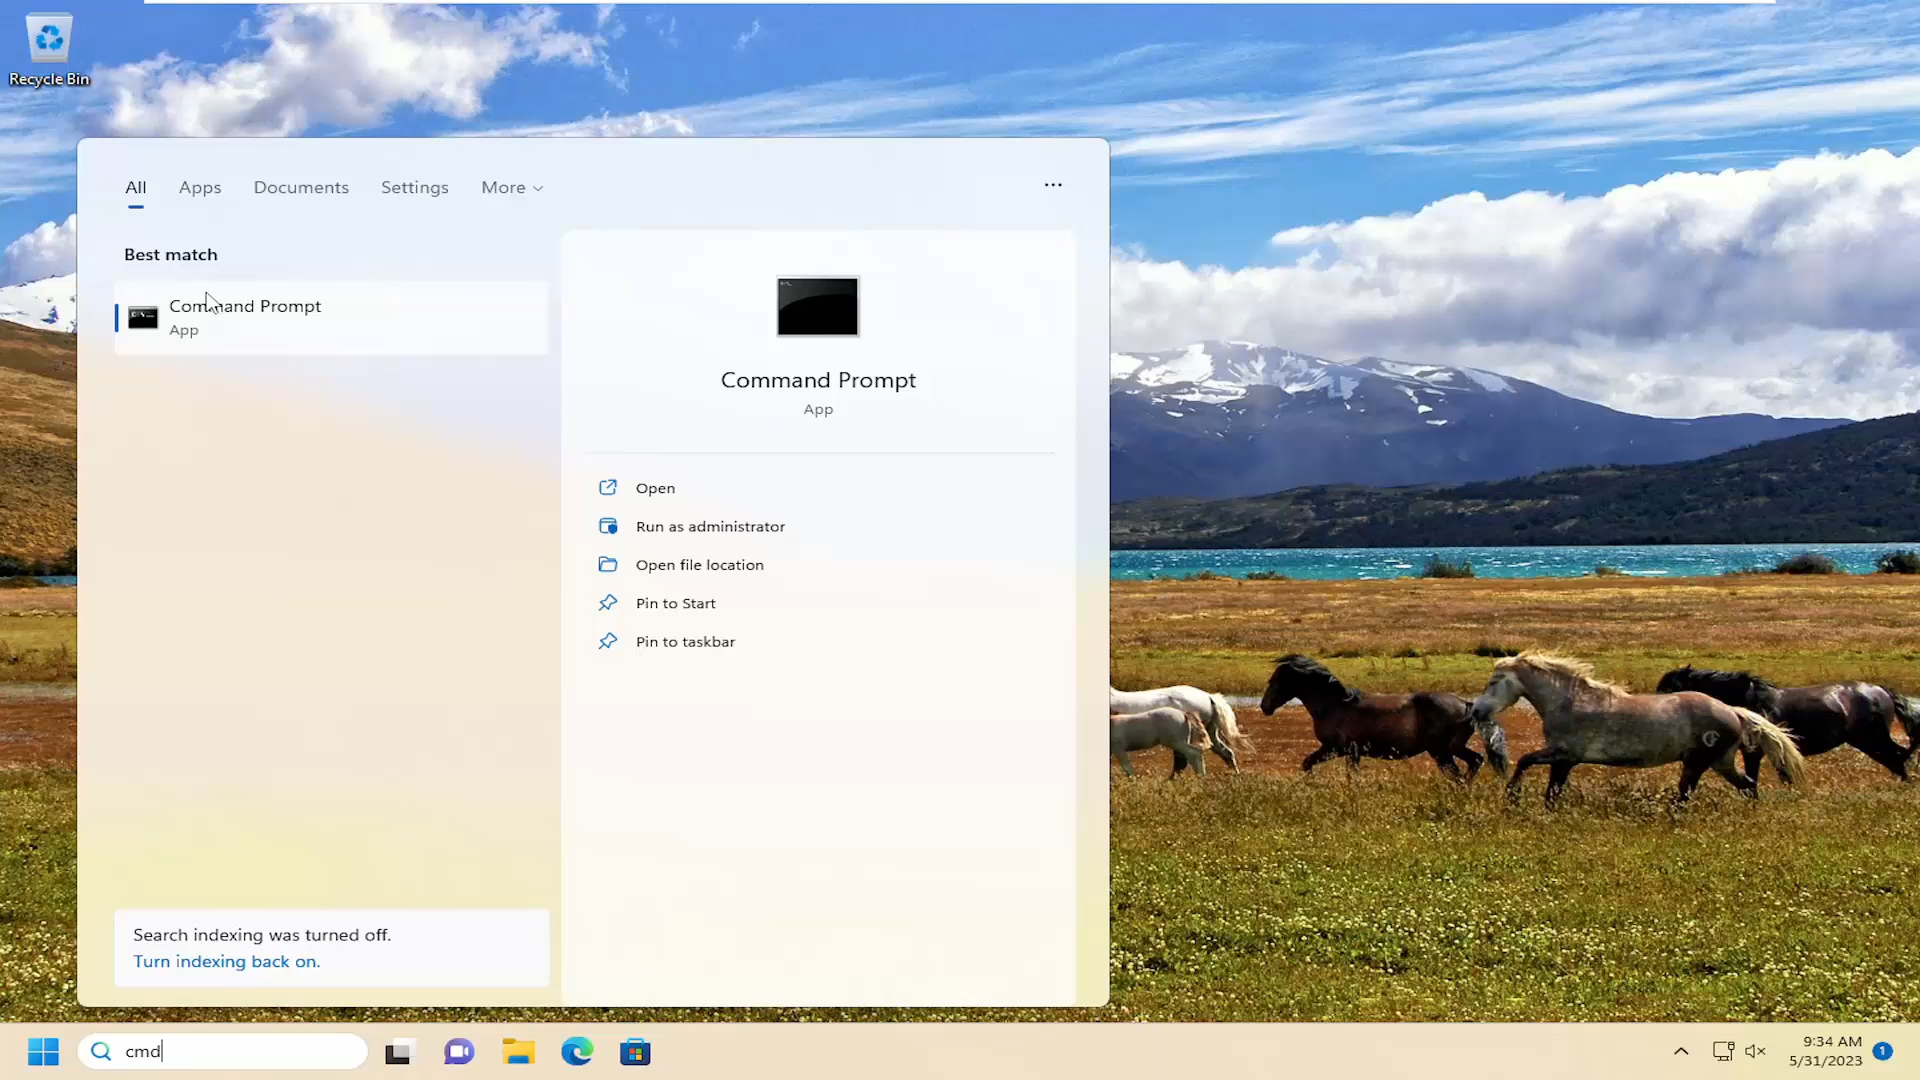 Recycle Bin
All Apps Documents Settings More
Best match
Command Prompt
App
Command Prompt
App
Open
Run as administrator
Open file location
Pin to Start
Pin to taskbar
Search indexing was turned off.
Turn indexing back on.
cmd
9:34 AM
5/31/2023
1